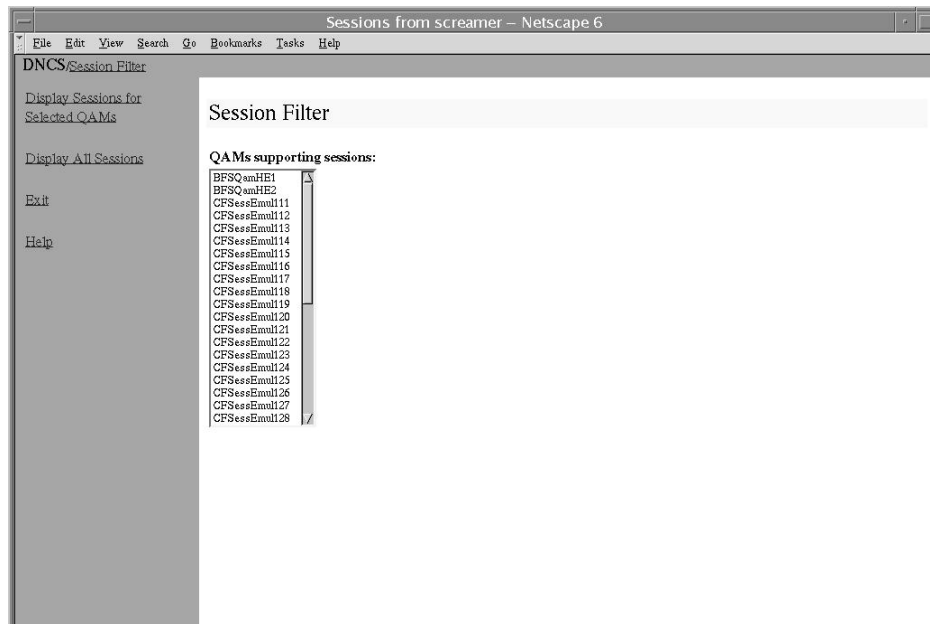 Sessions from screamer – Netscape 6
File Edit View Search Go Bookmarks Tasks Help
DNCS/Session Filter
Display Sessions for
Selected QAMs
Display All Sessions
Exit
Help
Session Filter
QAMs supporting sessions:
BFSQamHE1
BFSQamHE2
CFSessEmul111
CFSessEmul112
CFSessEmul113
CFSessEmul114
CFSessEmul115
CFSessEmul116
CFSessEmul117
CFSessEmul118
CFSessEmul119
CFSessEmul120
CFSessEmul121
CFSessEmul122
CFSessEmul123
CFSessEmul124
CFSessEmul125
CFSessEmul126
CFSessEmul127
CFSessEmul128